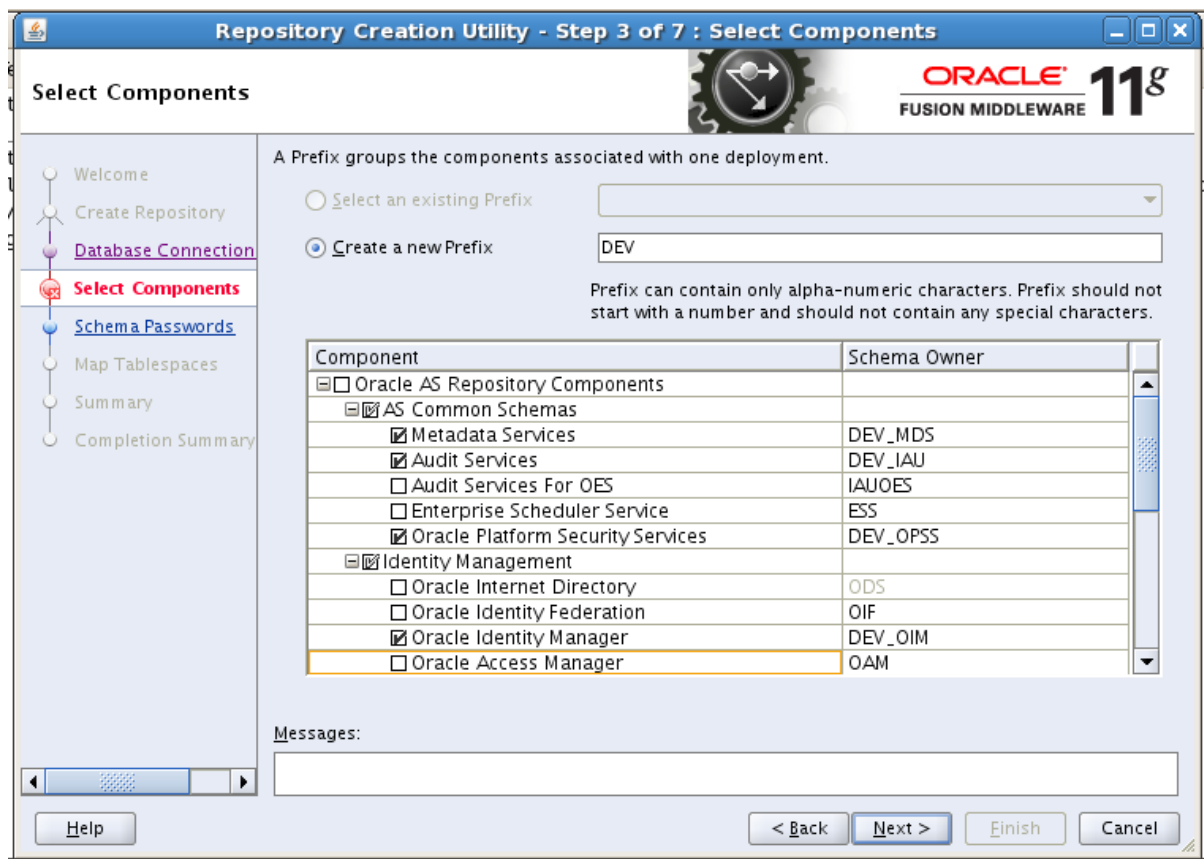 Repository Creation Utility - Step 3 of 7 : Select Components
Select Components
ORACLE
FUSION MIDDLEWARE
11g
Welcome
Create Repository
Database Connection
Select Components
Schema Passwords
Map Tablespaces
Summary
Completion Summary
A Prefix groups the components associated with one deployment.
Select an existing Prefix
Create a new Prefix DEV
Prefix can contain only alpha-numeric characters. Prefix should not
start with a number and should not contain any special characters.
Component Schema Owner
Oracle AS Repository Components
AS Common Schemas
Metadata Services DEV_MDS
Audit Services DEV_IAU
Audit Services For OES IAUOES
Enterprise Scheduler Service ESS
Oracle Platform Security Services DEV_OPSS
Identity Management
Oracle Internet Directory ODS
Oracle Identity Federation OIF
Oracle Identity Manager DEV_OIM
Oracle Access Manager OAM
Messages:
Help < Back Next > Finish Cancel